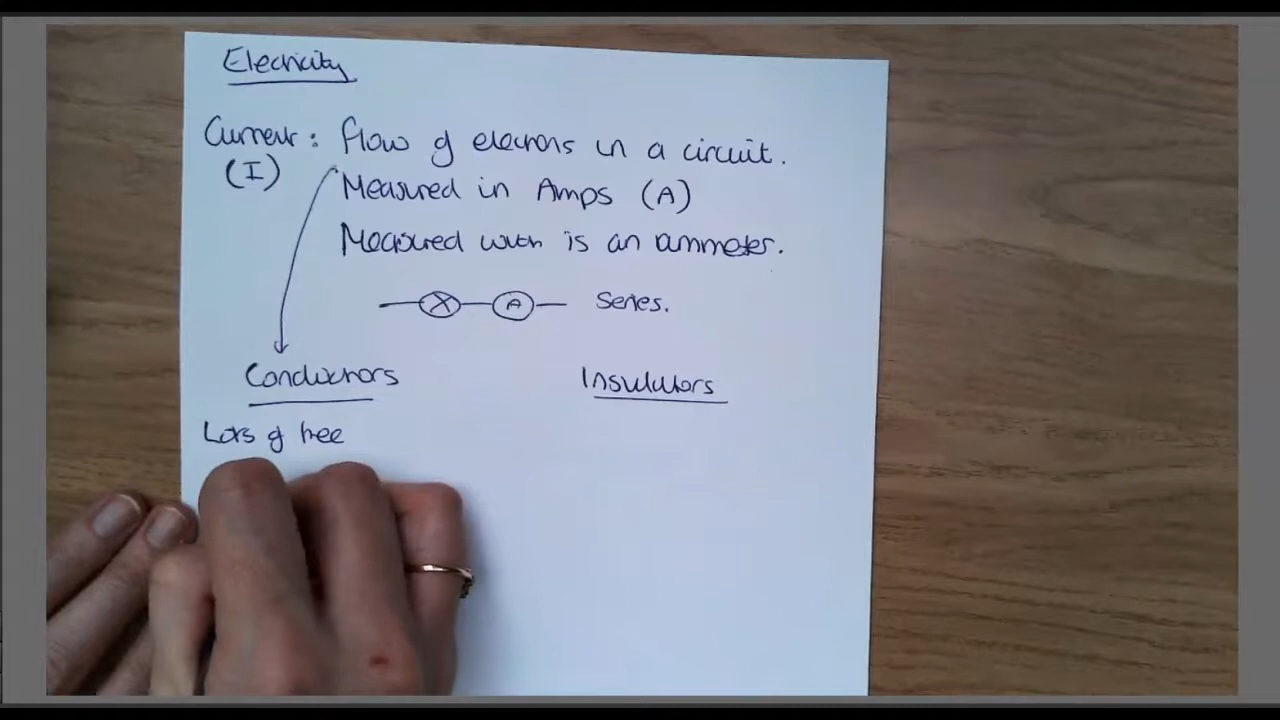 Electricity
Current: flow of electrons in a circuit.
(I)
Measured in Amps (A)
Measured with is an ammeter.
X A Series.
Conductors Insulators
Lots of free